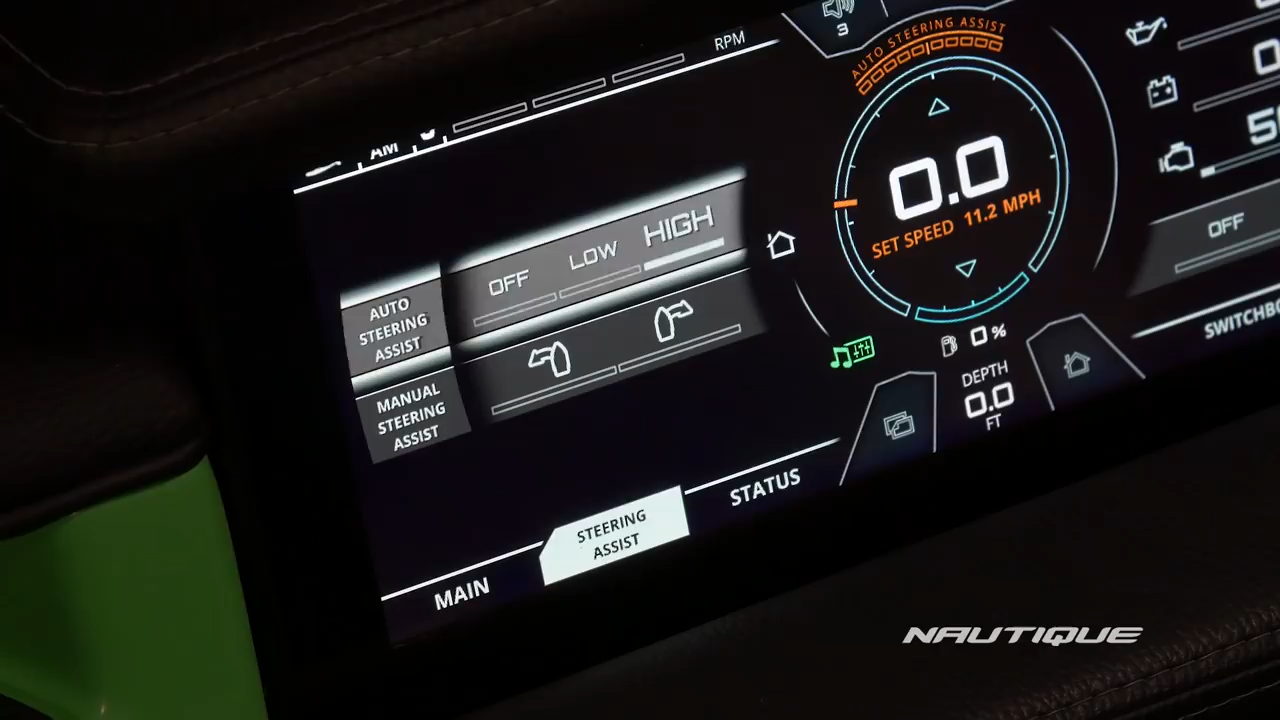 RPM
3
AUTO STEERING ASSIST
AM
0.0
SET SPEED 11.2 MPH
OFF LOW HIGH
AUTO
STEERING
ASSIST
MANUAL
STEERING
ASSIST
OFF
SWITCHBO
0 %
DEPTH
0.0
FT
MAIN
STEERING
ASSIST
STATUS
NAUTIQUE